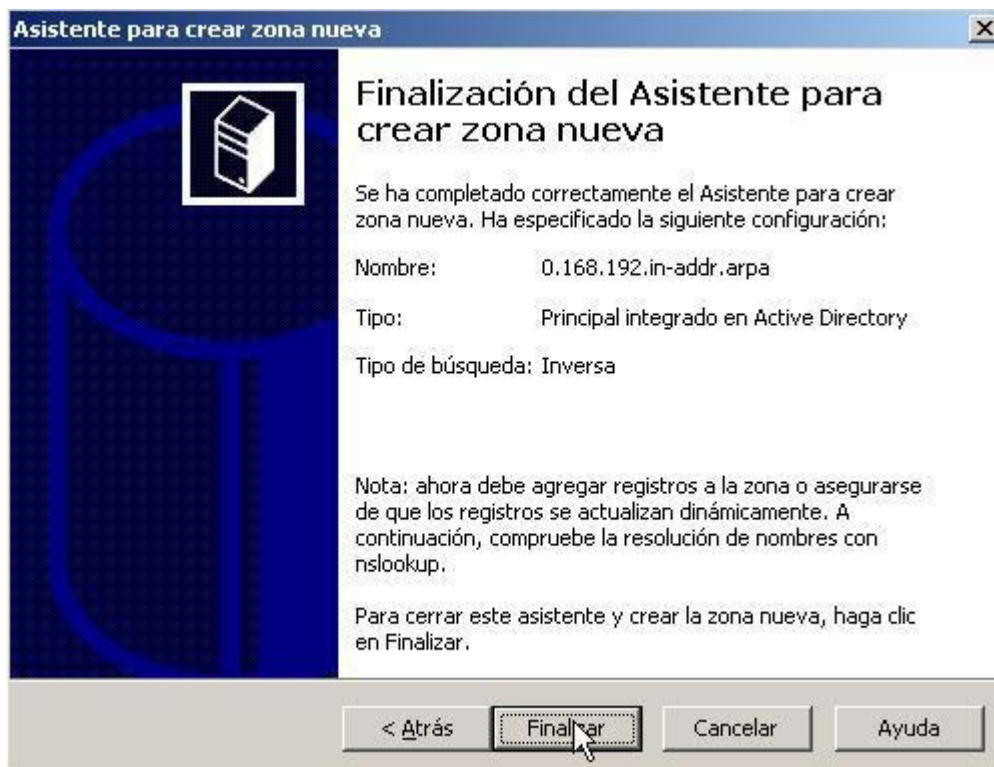 Asistente para crear zona nueva
Finalización del Asistente para
crear zona nueva
Se ha completado correctamente el Asistente para crear
zona nueva. Ha especificado la siguiente configuración:
Nombre: 0.168.192.in-addr.arpa
Tipo: Principal integrado en Active Directory
Tipo de búsqueda: Inversa
Nota: ahora debe agregar registros a la zona o asegurarse
de que los registros se actualizan dinámicamente. A
continuación, compruebe la resolución de nombres con
nslookup.
Para cerrar este asistente y crear la zona nueva, haga clic
en Finalizar.
< Atrás Finalizar Cancelar Ayuda